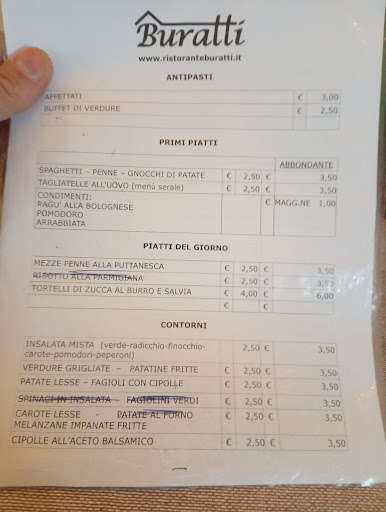 Buratti
www.ristoranteburatti.it
ANTIPASTI
AFFETTATI € 3,00
BUFFET DI VERDURE € 2,50
PRIMI PIATTI
ABBONDANTE
SPAGHETTI - PENNE - GNOCCHI DI PATATE € 2,50 € 3,50
TAGLIATELLE ALL'UOVO (menù serale) € 2,50 € 3,50
CONDIMENTI: € MAGG.NE 1,00
RAGU' ALLA BOLOGNESE
POMODORO
ARRABBIATA
PIATTI DEL GIORNO
MEZZE PENNE ALLA PUTTANESCA € 2,50 € 3,50
RISOTTO ALLA PARMIGIANA € 2,50 € 3,50
TORTELLI DI ZUCCA AL BURRO E SALVIA € 4,00 € 6,00
€ €
CONTORNI
INSALATA MISTA (verde-radicchio-finocchio- 2,50 € 3,50
carote-pomodori-peperoni)
VERDURE GRIGLIATE - PATATINE FRITTE € 2,50 € 3,50
PATATE LESSE - FAGIOLI CON CIPOLLE € 2,50 € 3,50
SPINACI IN INSALATA - FAGIOLINI VERDI € 2,50 € 3,50
CAROTE LESSE - PATATE AL FORNO € 2,50 € 3,50
MELANZANE IMPANATE FRITTE
CIPOLLE ALL'ACETO BALSAMICO € 2,50 € 3,50